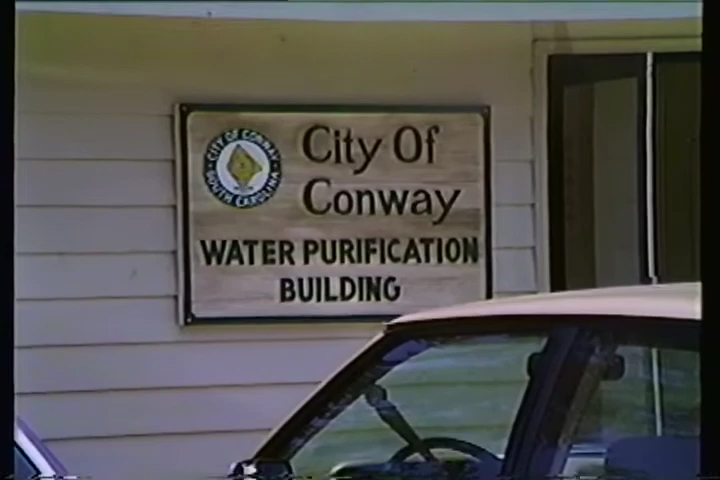 CITY OF CONWAY
SOUTH CAROLINA
City Of
Conway
WATER PURIFICATION
BUILDING